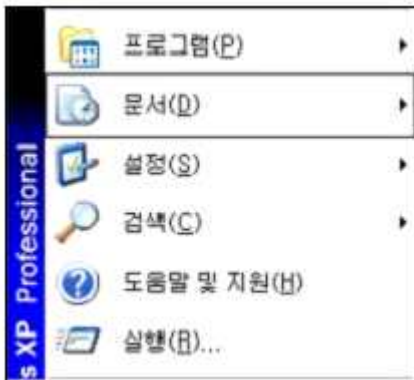 프로그램(P)
문서(D)
설정(S)
검색(C)
도움말 및 지원(H)
실행(R)...
s XP Professional